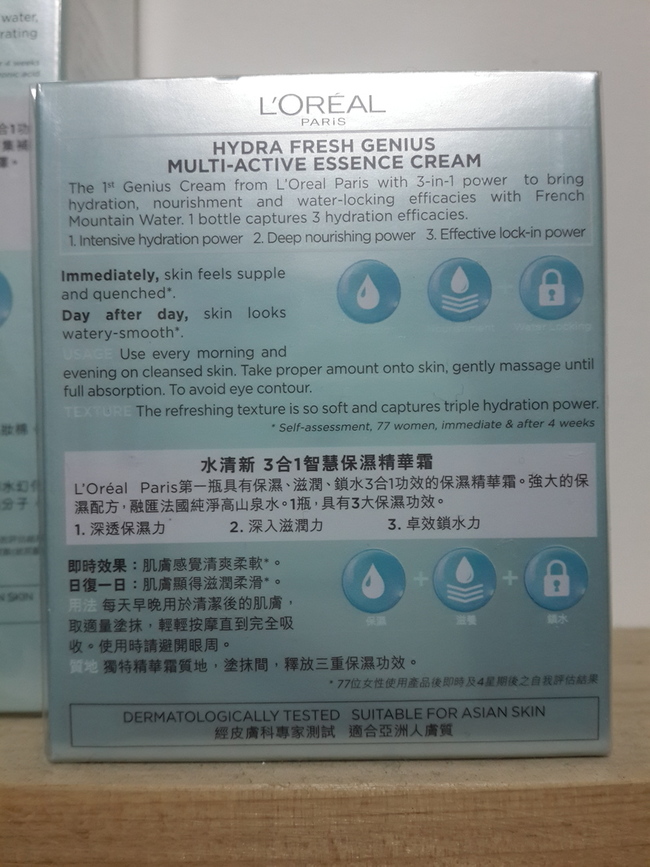 water,
rating
L'ORÉAL
PARIS
HYDRA FRESH GENIUS
MULTI-ACTIVE ESSENCE CREAM
The 1st Genius Cream from L'Oreal Paris with 3-in-1 power to bring
hydration, nourishment and water-locking efficacies with French
Mountain Water. 1 bottle captures 3 hydration efficacies.
1. Intensive hydration power 2. Deep nourishing power 3. Effective lock-in power
Immediately, skin feels supple
and quenched*.
Day after day, skin looks
watery-smooth*.
USAGE Use every morning and
evening on cleansed skin. Take proper amount onto skin, gently massage until
full absorption. To avoid eye contour.
Water Locking
TEXTURE The refreshing texture is so soft and captures triple hydration power.
* Self-assessment, 77 women, immediate & after 4 weeks
水清新 3合1智慧保濕精華霜
L'Oréal Paris第一瓶具有保濕、滋潤、鎖水3合1功效的保濕精華霜。強大的保
濕配方，融匯法國純淨高山泉水。1瓶，具有3大保濕功效。
1. 深透保濕力 2. 深入滋潤力 3. 卓效鎖水力
即時效果：肌膚感覺清爽柔軟*。
日復一日：肌膚顯得滋潤柔滑*。
用法 每天早晚用於清潔後的肌膚，
取適量塗抹，輕輕按摩直到完全吸
收。使用時請避開眼周。
保濕 + 滋養 + 鎖水
質地 獨特精華霜質地，塗抹間，釋放三重保濕功效。
* 77位女性使用產品後即時及4星期後之自我評估結果
DERMATOLOGICALLY TESTED SUITABLE FOR ASIAN SKIN
經皮膚科專家測試 適合亞洲人膚質